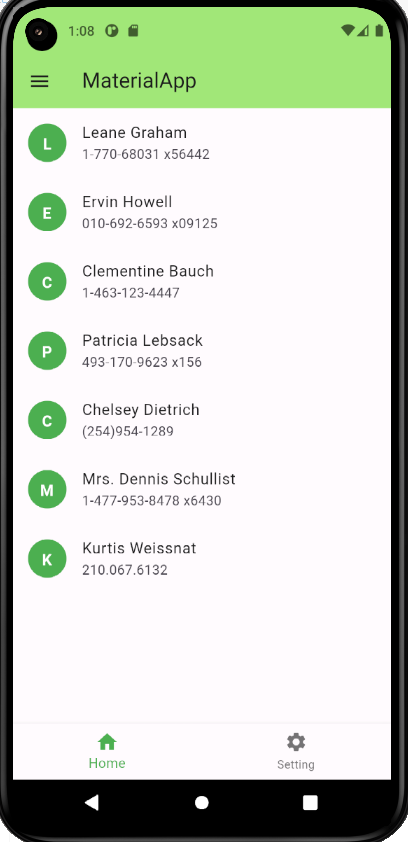 1:08
MaterialApp
L
Leane Graham
1-770-68031 x56442
E
Ervin Howell
010-692-6593 x09125
C
Clementine Bauch
1-463-123-4447
P
Patricia Lebsack
493-170-9623 x156
C
Chelsey Dietrich
(254)954-1289
M
Mrs. Dennis Schullist
1-477-953-8478 x6430
K
Kurtis Weissnat
210.067.6132
Home
Setting